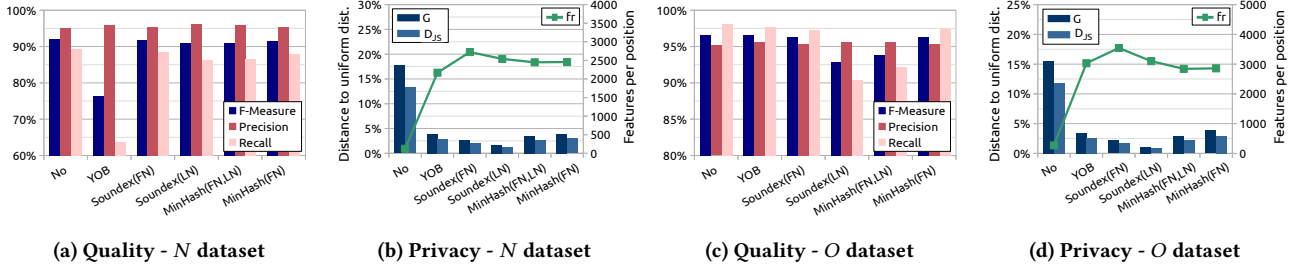 100%
90%
80%
70%
60%
F-Measure
Precision
Recall
No
YOB
Soundex(FN)
Soundex(LN)
MinHash(FN,LN)
MinHash(FN)
(a) Quality - N dataset
Distance to uniform dist.
30%
25%
20%
15%
10%
5%
0%
G
DJS
fr
4000
3500
3000
2500
2000
1500
1000
500
0
Features per position
No
YOB
Soundex(FN)
Soundex(LN)
MinHash(FN,LN)
MinHash(FN)
(b) Privacy - N dataset
100%
95%
90%
85%
80%
F-Measure
Precision
Recall
No
YOB
Soundex(FN)
Soundex(LN)
MinHash(FN,LN)
MinHash(FN)
(c) Quality - O dataset
Distance to uniform dist.
25%
20%
15%
10%
5%
0%
G
DJS
fr
5000
4000
3000
2000
1000
0
Features per position
No
YOB
Soundex(FN)
Soundex(LN)
MinHash(FN,LN)
MinHash(FN)
(d) Privacy - O dataset